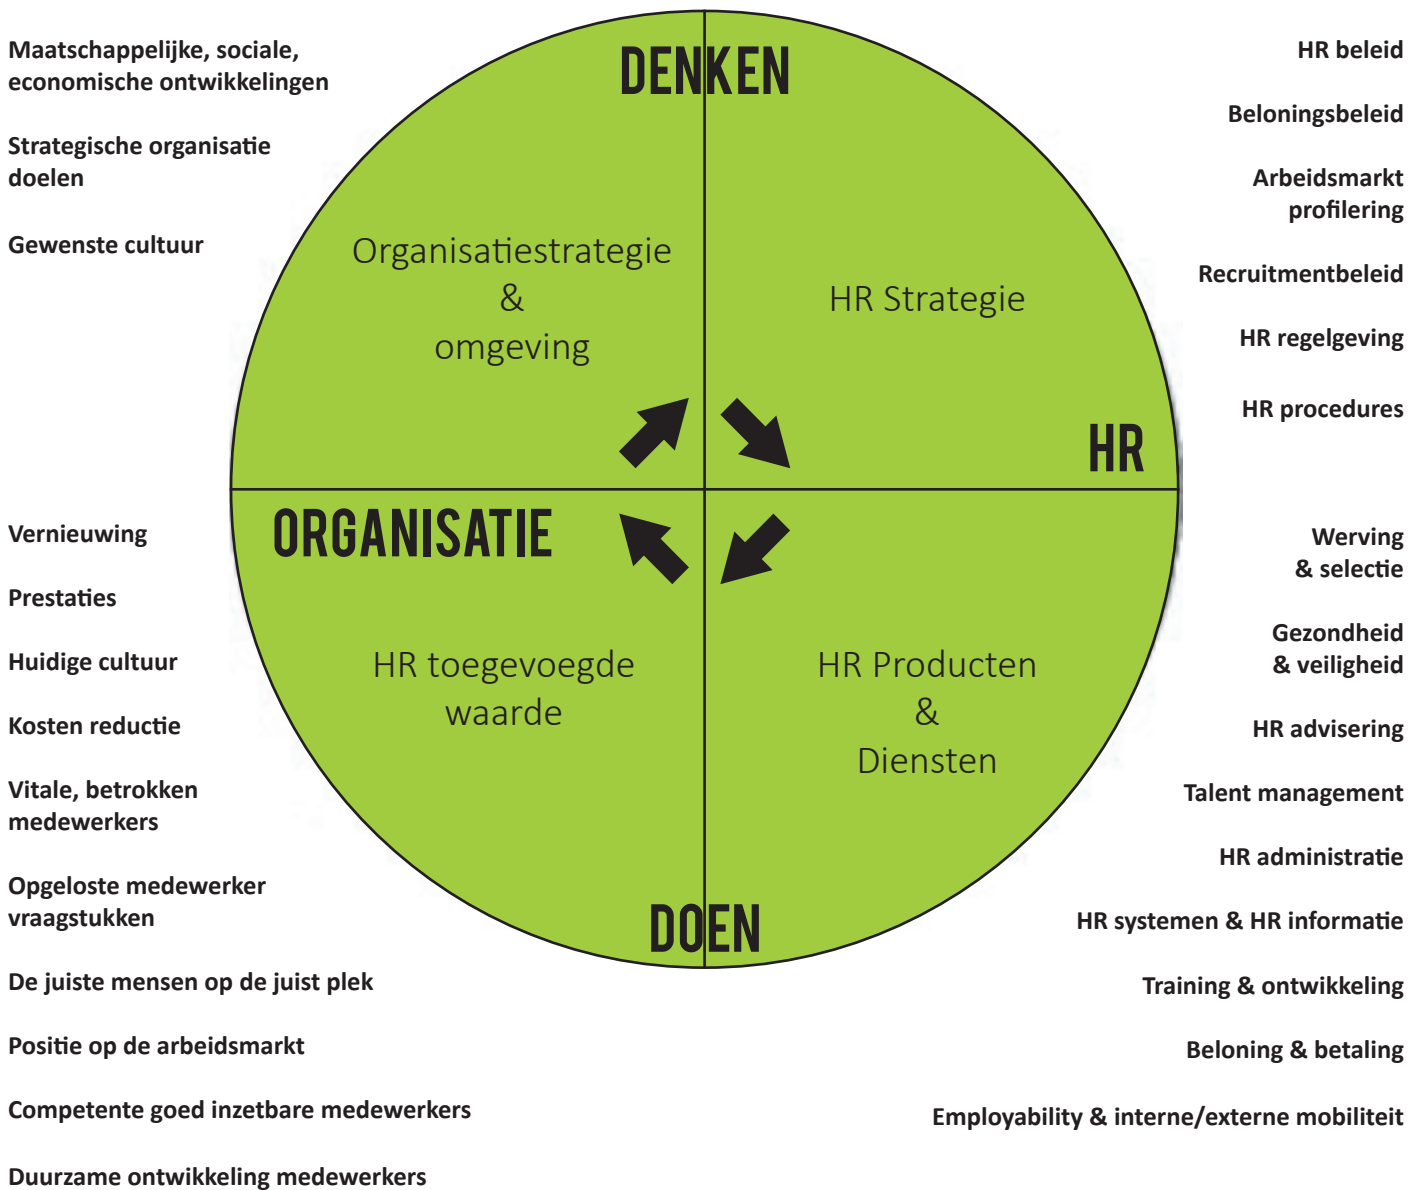 Maatschappelijke, sociale,
economische ontwikkelingen
Strategische organisatie
doelen
Gewenste cultuur
DENKEN
Organisatiestrategie
&
omgeving
HR Strategie
HR
HR beleid
Beloningsbeleid
Arbeidsmarkt
profilering
Recruitmentbeleid
HR regelgeving
HR procedures
Vernieuwing
Prestaties
Huidige cultuur
Kosten reductie
Vitale, betrokken
medewerkers
Opgeloste medewerker
vraagstukken
De juiste mensen op de juist plek
Positie op de arbeidsmarkt
Competente goed inzetbare medewerkers
Duurzame ontwikkeling medewerkers
ORGANISATIE
HR toegevoegde
waarde
HR Producten
&
Diensten
DOEN
Werving
& selectie
Gezondheid
& veiligheid
HR advisering
Talent management
HR administratie
HR systemen & HR informatie
Training & ontwikkeling
Beloning & betaling
Employability & interne/externe mobiliteit